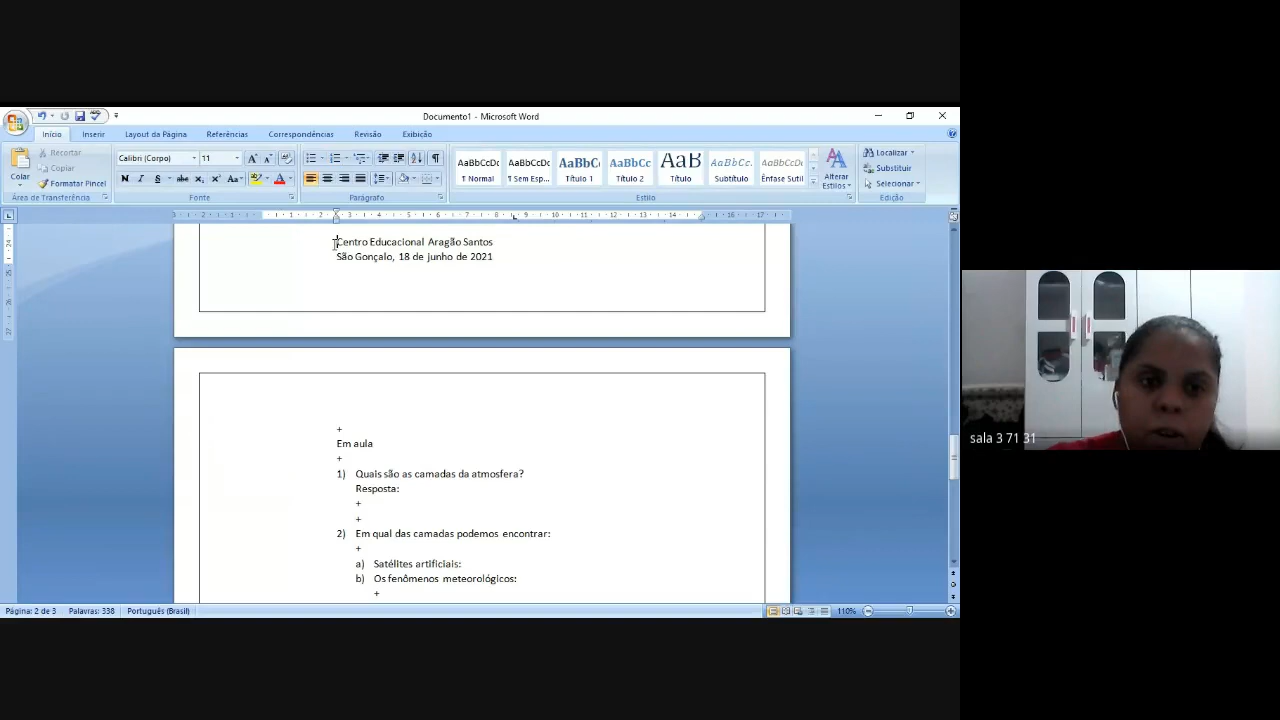 Documento1 - Microsoft Word
Início Inserir Layout da Página Referências Correspondências Revisão Exibição
Recortar
Copiar
Formatar Pincel
Colar
Calibri (Corpo) 11
N I S abc x₂ x² Aa
AaBbCcDc AaBbCcDc AaBbC AaBbCc AaB AaBbCc AaBbCcDc
¶ Normal ¶ Sem Esp... Título 1 Título 2 Título Subtítulo Ênfase Sutil
Alterar Estilos
Localizar
Substituir
Selecionar
Área de Transferência Fonte Parágrafo Estilo Edição
Centro Educacional Aragão Santos
São Gonçalo, 18 de junho de 2021
+
Em aula
+
1) Quais são as camadas da atmosfera?
Resposta:
+
+
2) Em qual das camadas podemos encontrar:
+
a) Satélites artificiais:
b) Os fenômenos meteorológicos:
+
Página: 2 de 3 Palavras: 338 Português (Brasil) 110%
sala 3 71 31